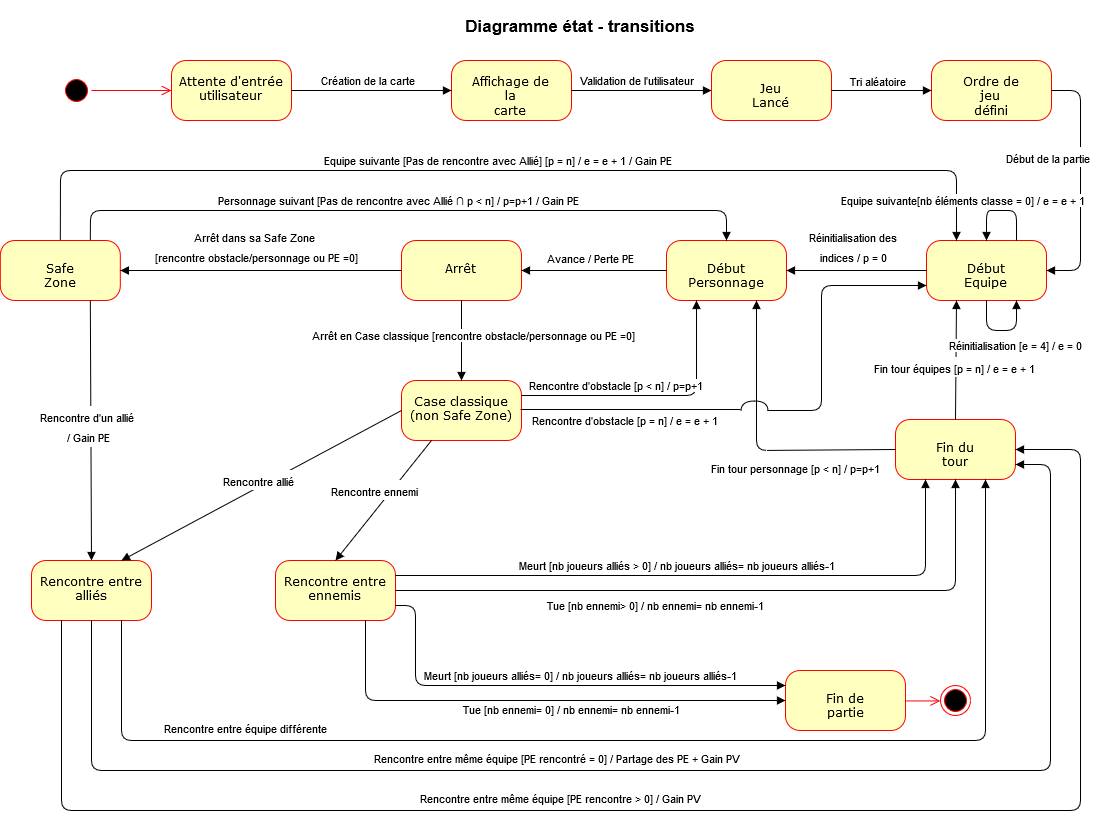 Diagramme état - transitions
Attente d'entrée
utilisateur
Création de la carte
Affichage de
la
carte
Validation de l'utilisateur
Jeu
Lancé
Tri aléatoire
Ordre de
jeu
défini
Début de la partie
Equipe suivante [Pas de rencontre avec Allié] [p = n] / e = e + 1 / Gain PE
Personnage suivant [Pas de rencontre avec Allié ∩ p < n] / p=p+1 / Gain PE
Equipe suivante[nb éléments classe = 0] / e = e + 1
Safe
Zone
Arrêt dans sa Safe Zone
[rencontre obstacle/personnage ou PE =0]
Arrêt
Avance / Perte PE
Début
Personnage
Réinitialisation des
indices / p = 0
Début
Equipe
Arrêt en Case classique [rencontre obstacle/personnage ou PE =0]
Réinitialisation [e = 4] / e = 0
Fin tour équipes [p = n] / e = e + 1
Case classique
(non Safe Zone)
Rencontre d'obstacle [p < n] / p=p+1
Rencontre d'obstacle [p = n] / e = e + 1
Rencontre d'un allié
/ Gain PE
Fin du
tour
Fin tour personnage [p < n] / p=p+1
Rencontre allié
Rencontre ennemi
Rencontre entre
alliés
Rencontre entre
ennemis
Meurt [nb joueurs alliés > 0] / nb joueurs alliés= nb joueurs alliés-1
Tue [nb ennemi> 0] / nb ennemi= nb ennemi-1
Meurt [nb joueurs alliés= 0] / nb joueurs alliés= nb joueurs alliés-1
Tue [nb ennemi= 0] / nb ennemi= nb ennemi-1
Fin de
partie
Rencontre entre équipe différente
Rencontre entre même équipe [PE rencontré = 0] / Partage des PE + Gain PV
Rencontre entre même équipe [PE rencontre > 0] / Gain PV